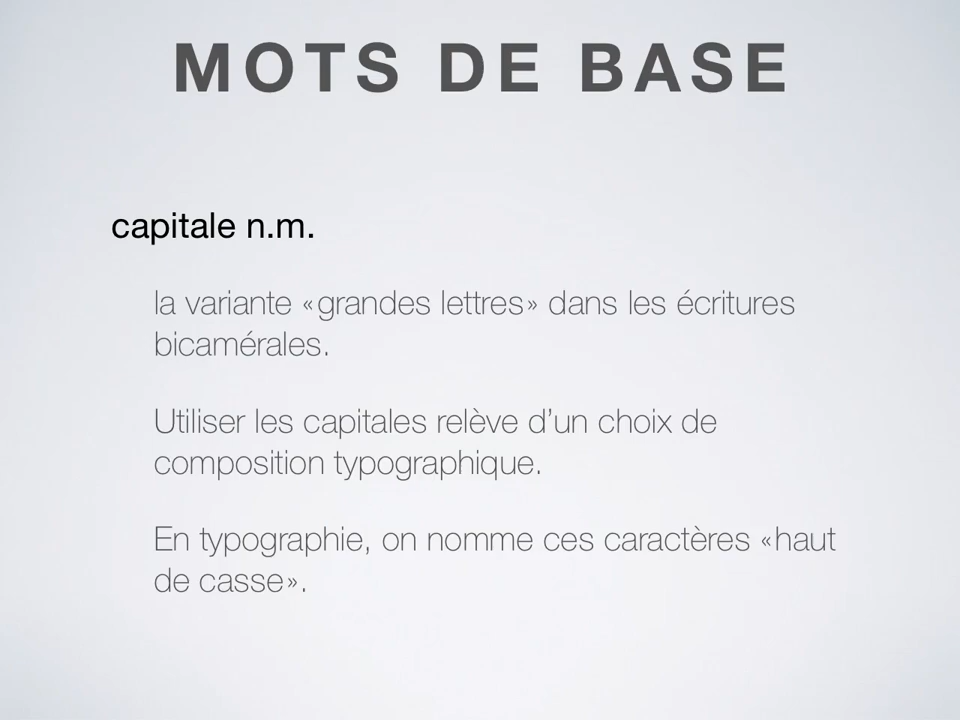 MOTS DE BASE
capitale n.m.
la variante «grandes lettres» dans les écritures
bicamérales.
Utiliser les capitales relève d’un choix de
composition typographique.
En typographie, on nomme ces caractères «haut
de casse».